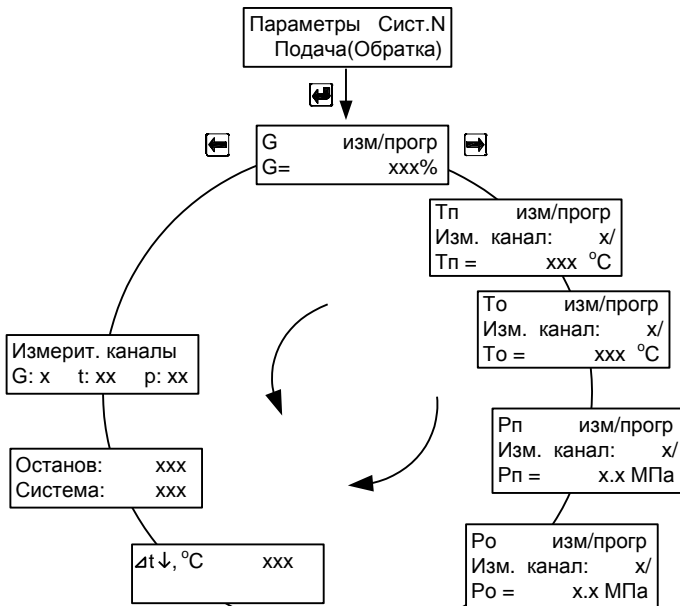 Параметры Сист.N
Подача(Обратка)
G изм/прогр
G= xxx%
Тп изм/прогр
Изм. канал: x/
Тп = xxx °C
То изм/прогр
Изм. канал: x/
То = xxx °C
Рп изм/прогр
Изм. канал: x/
Рп = x.x МПа
Ро изм/прогр
Изм. канал: x/
Ро = x.x МПа
⊿t↓, °C xxx
Останов: xxx
Система: xxx
Измерит. каналы
G: x t: xx p: xx